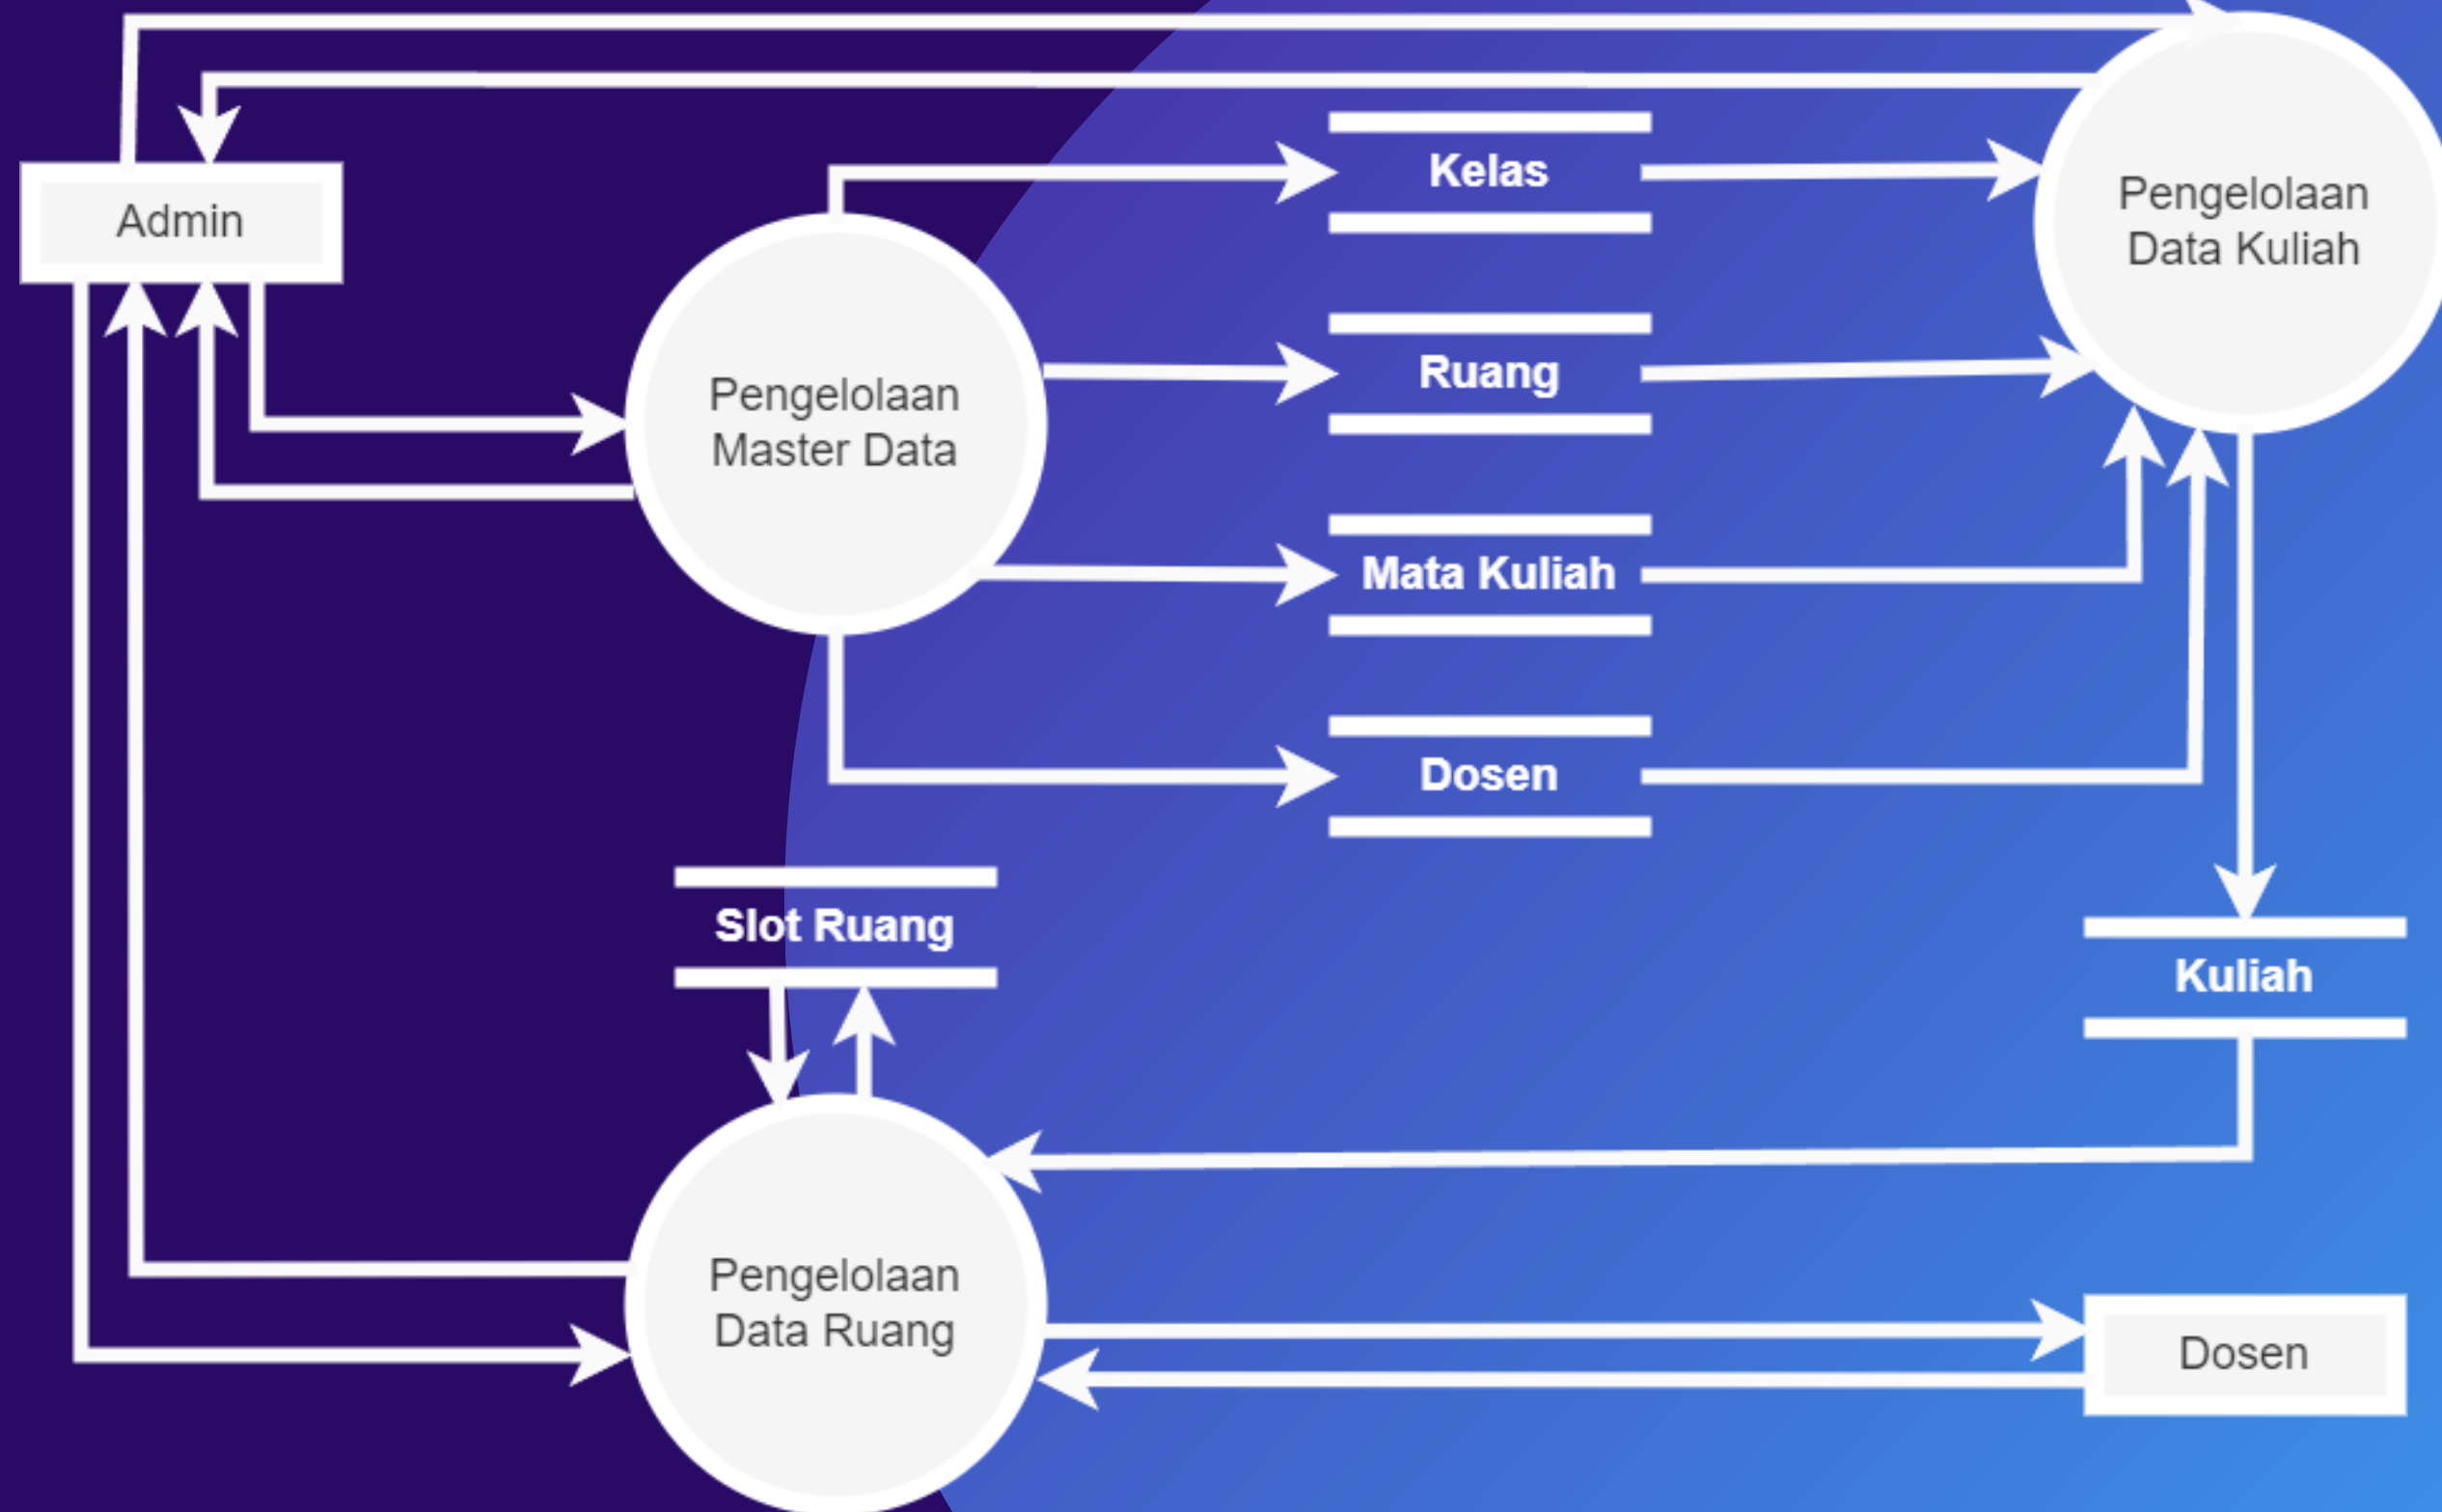 Admin
Kelas
Pengelolaan
Data Kuliah
Pengelolaan
Master Data
Ruang
Mata Kuliah
Dosen
Slot Ruang
Kuliah
Pengelolaan
Data Ruang
Dosen